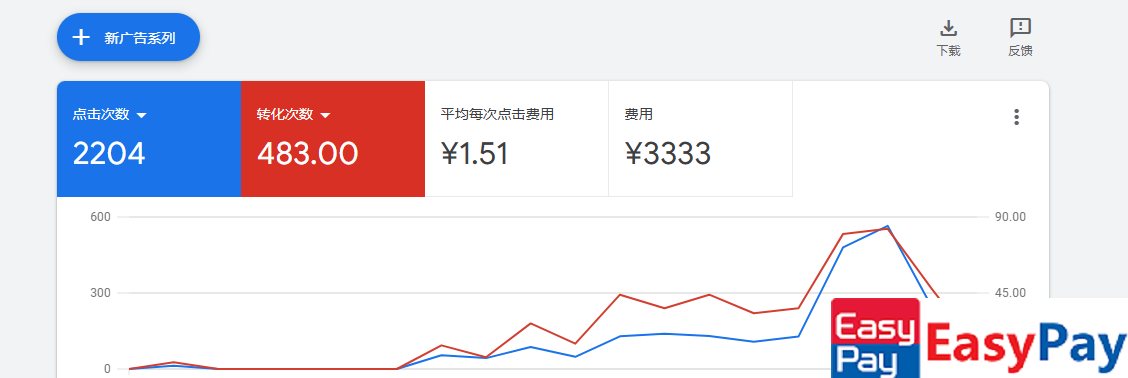 新广告系列
下载
反馈
点击次数
转化次数
平均每次点击费用
费用
2204
483.00
¥1.51
¥3333
600
90.00
300
45.00
0
Easy
Pay
EasyPay